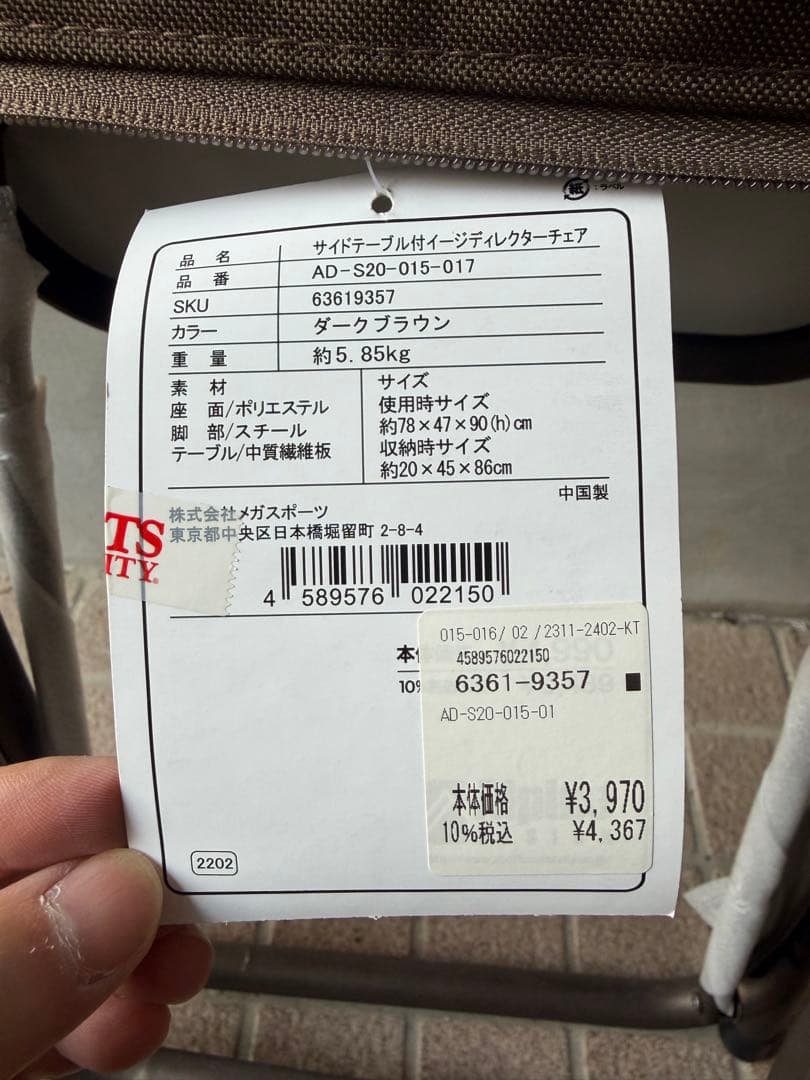 紙:ラベル
品 名 サイドテーブル付イージディレクターチェア
品 番 AD-S20-015-017
SKU 63619357
カラー ダークブラウン
重 量 約5.85kg
素 材
座 面/ポリエステル
脚 部/スチール
テーブル/中質繊維板
サイズ
使用時サイズ
約78×47×90(h)cm
収納時サイズ
約20×45×86cm
中国製
株式会社メガスポーツ
東京都中央区日本橋堀留町 2-8-4
TS
ITY.
4 589576 022150
本
10%
015-016/ 02 /2311-2402-KT
4589576022150
6361-9357 ■
AD-S20-015-01
本体価格 ¥3,970
10%税込 ¥4,367
2202